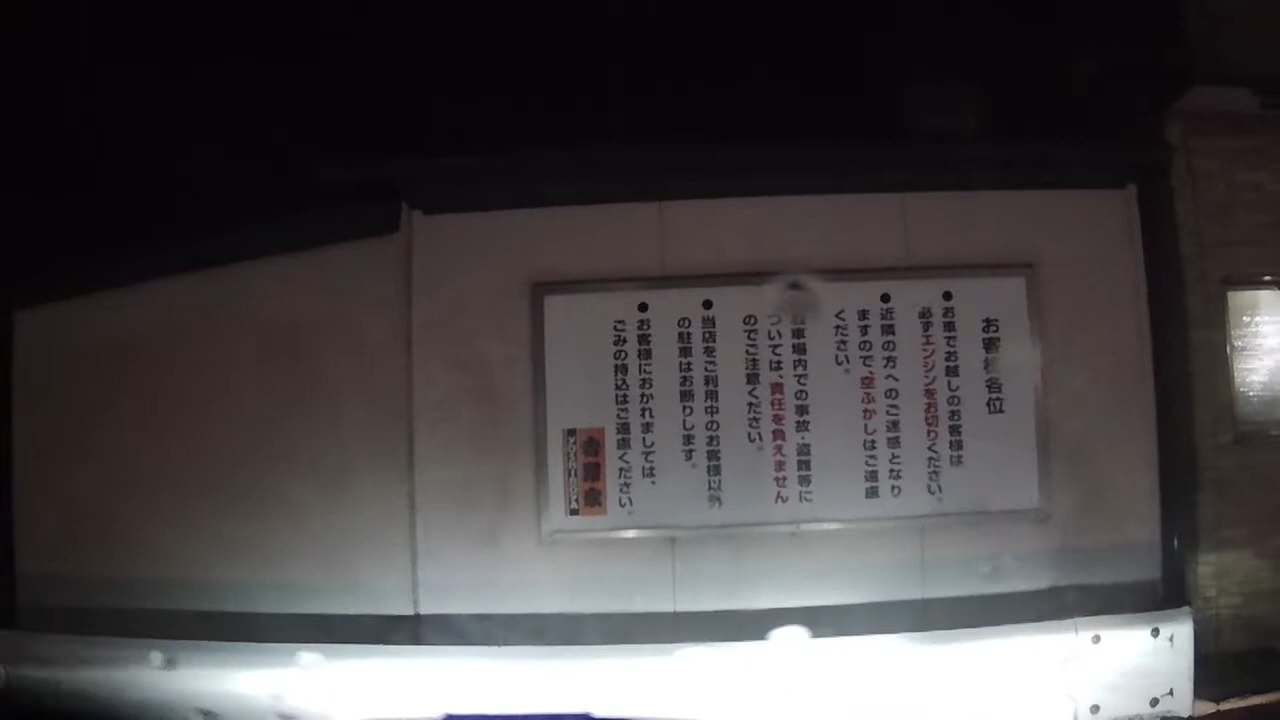 お客様各位
●お車でお越しのお客様は
必ずエンジンをお切りください。
●近隣の方へのご迷惑となり
ますので、空ふかしはご遠慮
ください。
車場内での事故・盗難等に
ついては、責任を負えません
のでご注意ください。
●当店をご利用中のお客様以外
の駐車はお断りします。
●お客様におかれましては、
ごみの持込はご遠慮ください。
吉野家